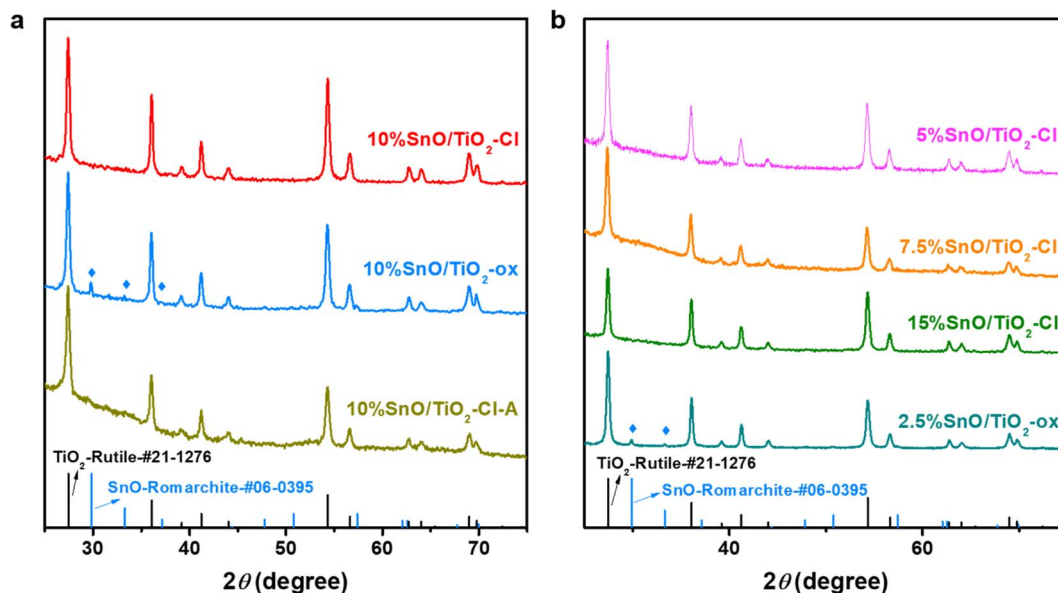 a
10%SnO/TiO₂-Cl
10%SnO/TiO₂-ox
10%SnO/TiO₂-Cl-A
TiO₂-Rutile-#21-1276
SnO-Romarchite-#06-0395
30 40 50 60 70
2θ (degree)
b
5%SnO/TiO₂-Cl
7.5%SnO/TiO₂-Cl
15%SnO/TiO₂-Cl
2.5%SnO/TiO₂-ox
TiO₂-Rutile-#21-1276
SnO-Romarchite-#06-0395
40 60
2θ (degree)